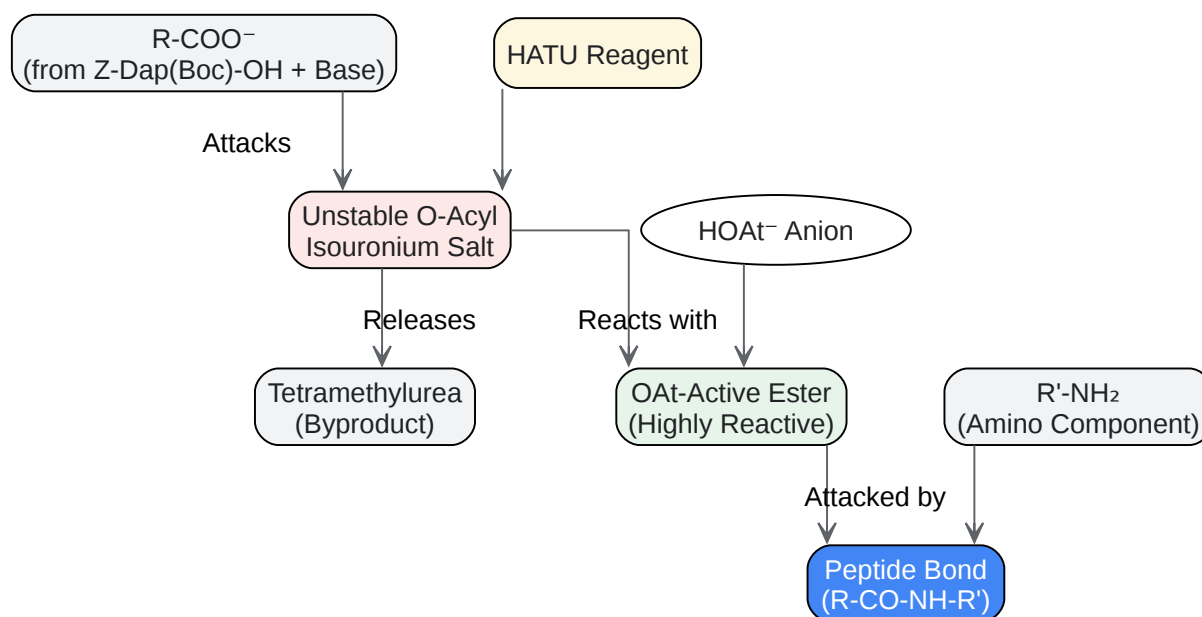 R-COO⁻
(from Z-Dap(Boc)-OH + Base)
HATU Reagent
Attacks
Unstable O-Acyl
Isouronium Salt
HOAt⁻ Anion
Releases
Reacts with
Tetramethylurea
(Byproduct)
OAt-Active Ester
(Highly Reactive)
R'-NH₂
(Amino Component)
Attacked by
Peptide Bond
(R-CO-NH-R')